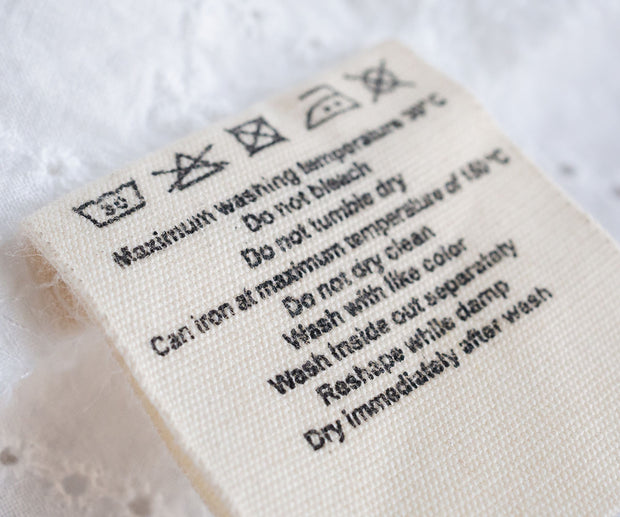 30
Maximum washing temperature 30°C
Do not bleach
Do not tumble dry
Can iron at maximum temperature of 150°C
Do not dry clean
Wash with like color
Wash inside out separataly
Reshape while damp
Dry immediately after wash